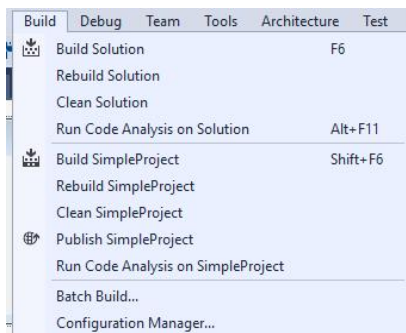 Build Debug Team Tools Architecture Test
Build Solution F6
Rebuild Solution
Clean Solution
Run Code Analysis on Solution Alt+F11
Build SimpleProject Shift+F6
Rebuild SimpleProject
Clean SimpleProject
Publish SimpleProject
Run Code Analysis on SimpleProject
Batch Build...
Configuration Manager...